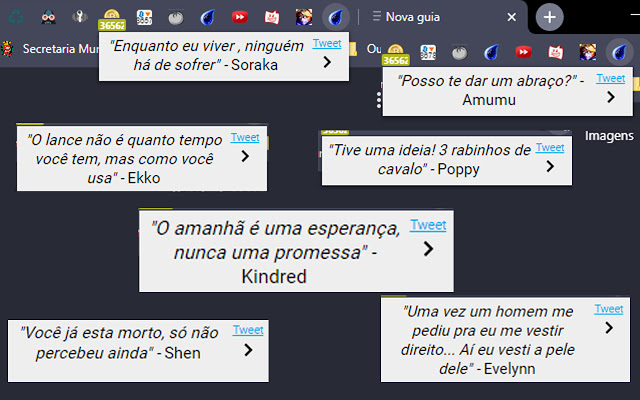 Nova guia
36562
8579
Secretaria Mur
"Enquanto eu viver , ninguém
há de sofrer" - Soraka
Tweet
Ou
36562
"Posso te dar um abraço?" -
Amumu
Tweet
Imagens
"O lance não é quanto tempo
você tem, mas como você
usa" - Ekko
Tweet
"Tive uma ideia! 3 rabinhos de
cavalo" - Poppy
Tweet
"O amanhã é uma esperança,
nunca uma promessa" -
Kindred
Tweet
"Você já esta morto, só não
percebeu ainda" - Shen
Tweet
"Uma vez um homem me
pediu pra eu me vestir
direito... Aí eu vesti a pele
dele" - Evelynn
Tweet